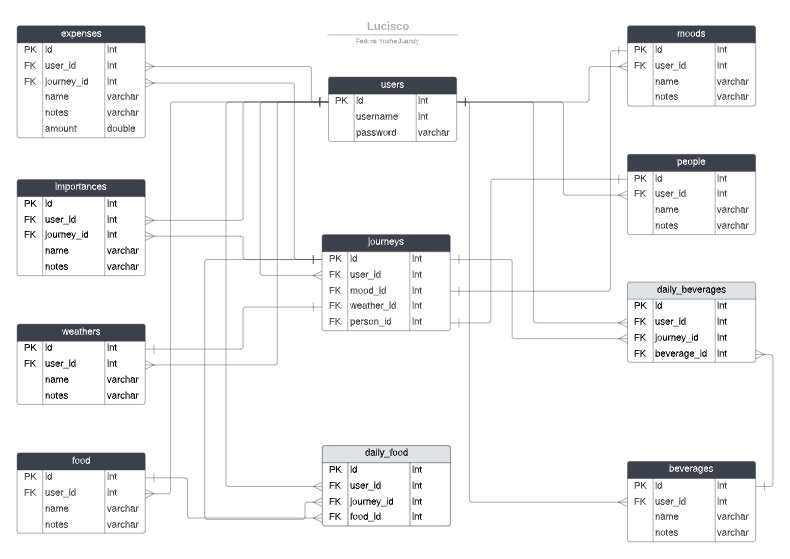 Lucisco
Fedora Yoshe Juandy
expenses
PK Id Int
FK user_id Int
FK journey_id Int
name varchar
notes varchar
amount double
Importances
PK Id Int
FK user_id Int
FK journey_id Int
name varchar
notes varchar
weathers
PK Id Int
FK user_id Int
name varchar
notes varchar
food
PK Id Int
FK user_id Int
name varchar
notes varchar
users
PK Id Int
username Int
password varchar
journeys
PK Id Int
FK user_id Int
FK mood_Id Int
FK weather_Id Int
FK person_id Int
daily_food
PK Id Int
FK user_id Int
FK journey_id Int
FK food_id Int
moods
PK Id Int
FK user_id Int
name varchar
notes varchar
people
PK Id Int
FK user_id Int
name varchar
notes varchar
daily_beverages
PK Id Int
FK user_id Int
FK journey_id Int
FK beverage_Id Int
beverages
PK Id Int
FK user_id Int
name varchar
notes varchar